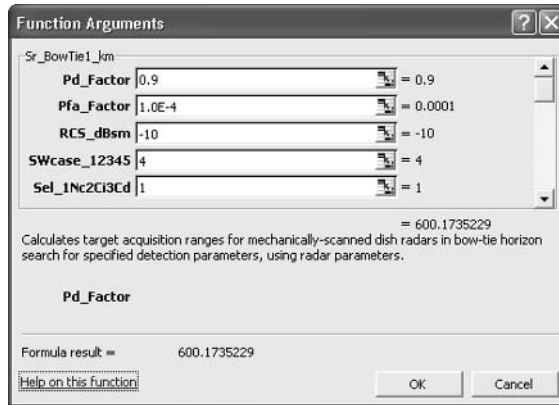 Function Arguments
Sr_BowTie1_km
Pd_Factor 0.9 = 0.9
Pfa_Factor 1.0E-4 = 0.0001
RCS_dBsm -10 = -10
SWcase_12345 4 = 4
Sel_1Nc2Ci3Cd 1 = 1
= 600.1735229
Calculates target acquisition ranges for mechanically-scanned dish radars in bow-tie horizon
search for specified detection parameters, using radar parameters.
Pd_Factor
Formula result = 600.1735229
Help on this function OK Cancel